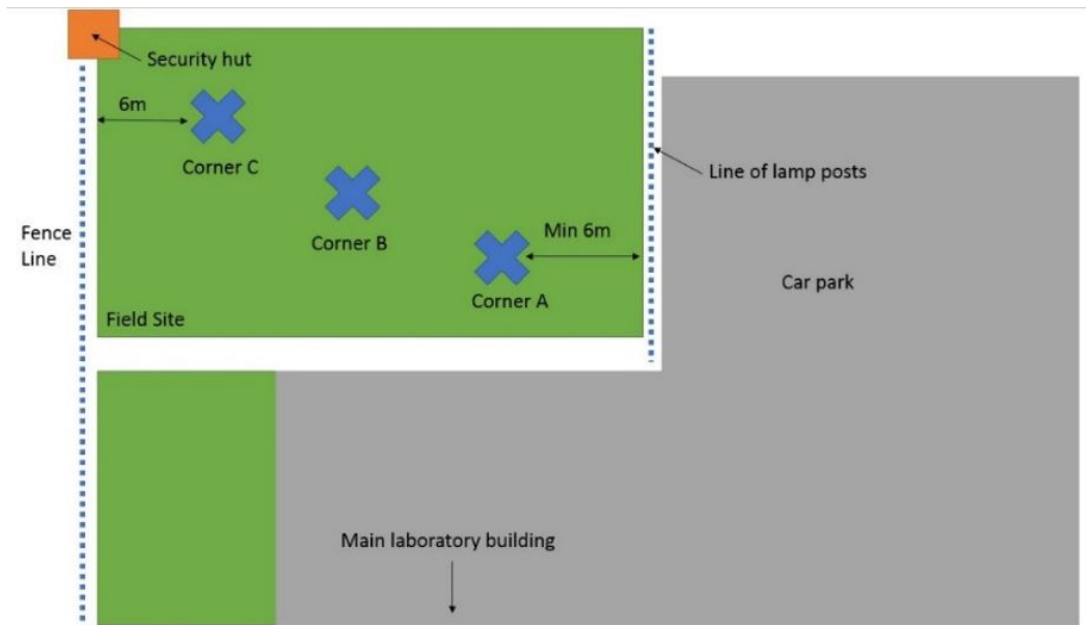 Security hut
6m
Corner C
Line of lamp posts
Corner B
Fence
Line
Min 6m
Corner A
Car park
Field Site
Main laboratory building